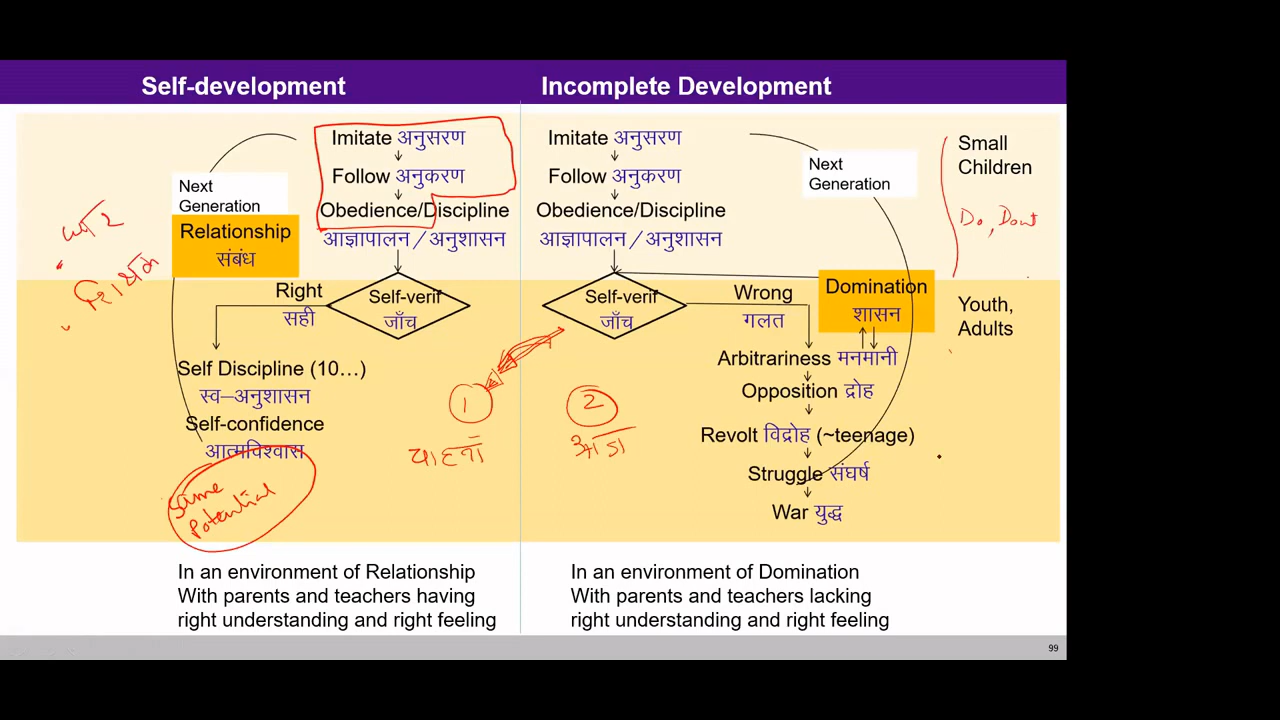 Self-development
Imitate अनुसरण
Follow अनुकरण
Obedience/Discipline
आज्ञापालन / अनुशासन
Next
Generation
Relationship
संबंध
Self-verif
जाँच
Right
सही
Self Discipline (10…)
स्व–अनुशासन
Self-confidence
आत्मविश्वास
Same
Potential
1
In an environment of Relationship
With parents and teachers having
right understanding and right feeling
Incomplete Development
Imitate अनुसरण
Follow अनुकरण
Obedience/Discipline
आज्ञापालन / अनुशासन
Next
Generation
Small
Children
Do, Dont
Self-verif
जाँच
Wrong
गलत
Domination
शासन
Youth,
Adults
Arbitrariness मनमानी
Opposition द्रोह
Revolt विद्रोह (~teenage)
Struggle संघर्ष
War युद्ध
2
In an environment of Domination
With parents and teachers lacking
right understanding and right feeling
99